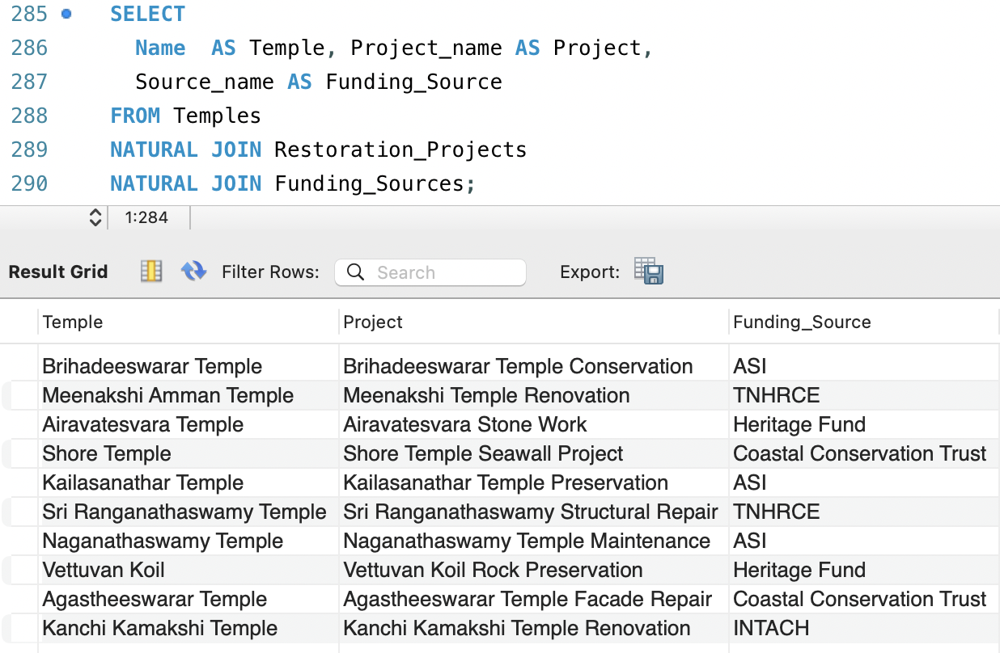 285 SELECT
286 Name  AS Temple, Project_name AS Project,
287 Source_name AS Funding_Source
288 FROM Temples
289 NATURAL JOIN Restoration_Projects
290 NATURAL JOIN Funding_Sources;
1:284
Result Grid Filter Rows: Search Export:
Temple Project Funding_Source
Brihadeeswarar Temple Brihadeeswarar Temple Conservation ASI
Meenakshi Amman Temple Meenakshi Temple Renovation TNHRCE
Airavatesvara Temple Airavatesvara Stone Work Heritage Fund
Shore Temple Shore Temple Seawall Project Coastal Conservation Trust
Kailasanathar Temple Kailasanathar Temple Preservation ASI
Sri Ranganathaswamy Temple Sri Ranganathaswamy Structural Repair TNHRCE
Naganathaswamy Temple Naganathaswamy Temple Maintenance ASI
Vettuvan Koil Vettuvan Koil Rock Preservation Heritage Fund
Agastheeswarar Temple Agastheeswarar Temple Facade Repair Coastal Conservation Trust
Kanchi Kamakshi Temple Kanchi Kamakshi Temple Renovation INTACH